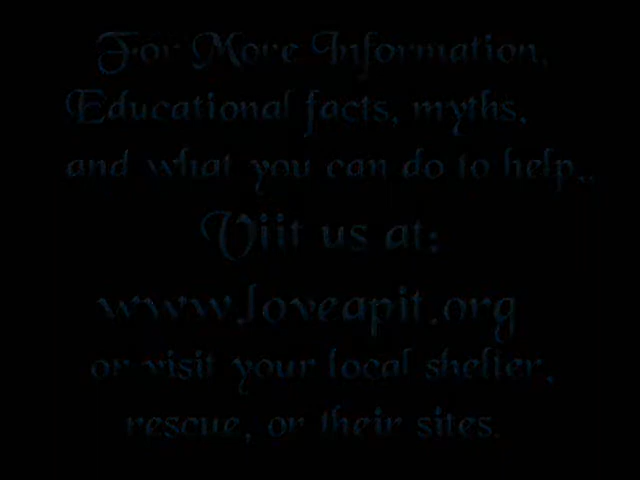 For More Information,
Educational facts, myths,
and what you can do to help..
Viit us at:
www.loveapit.org
or visit your local shelter,
rescue, or their sites.